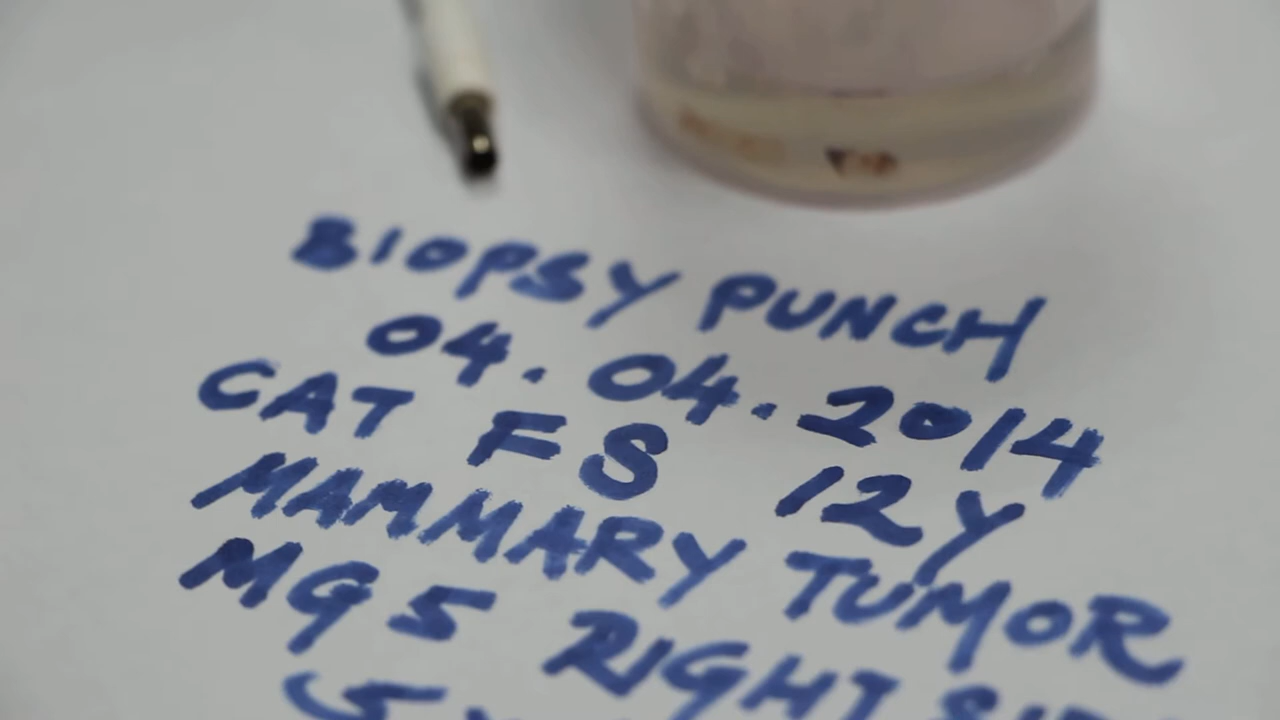 BIOPSY PUNCH
04.04.2014
CAT FS 12Y
MAMMARY TUMOR
MG5 RIGHT